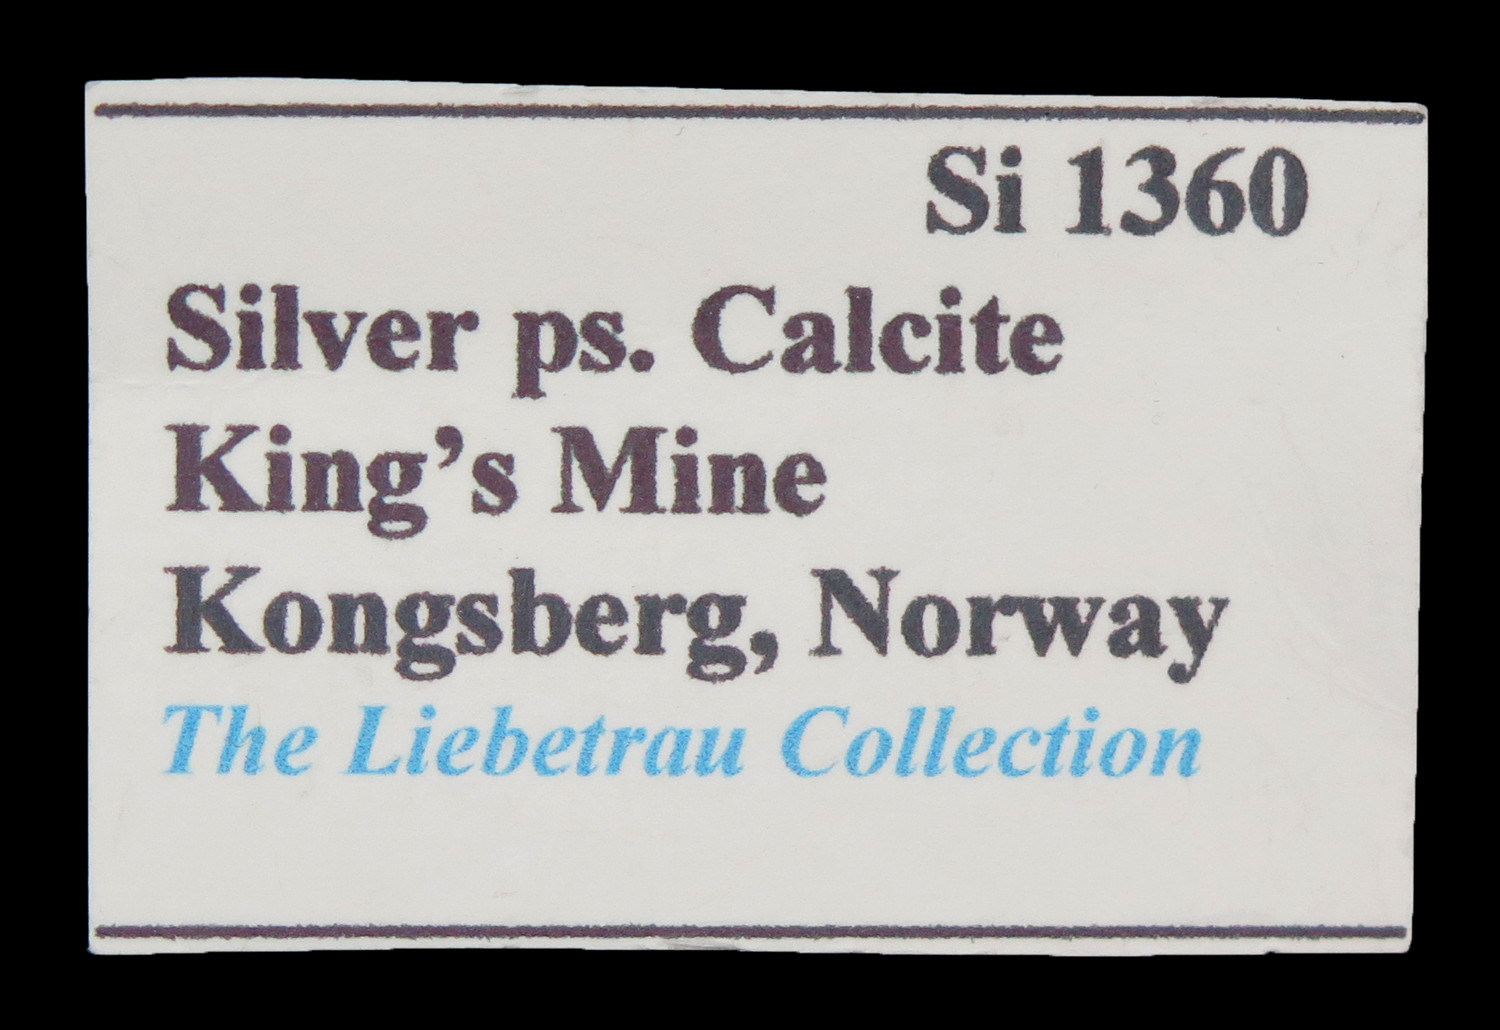 Si 1360
Silver ps. Calcite
King’s Mine
Kongsberg, Norway
The Liebetrau Collection